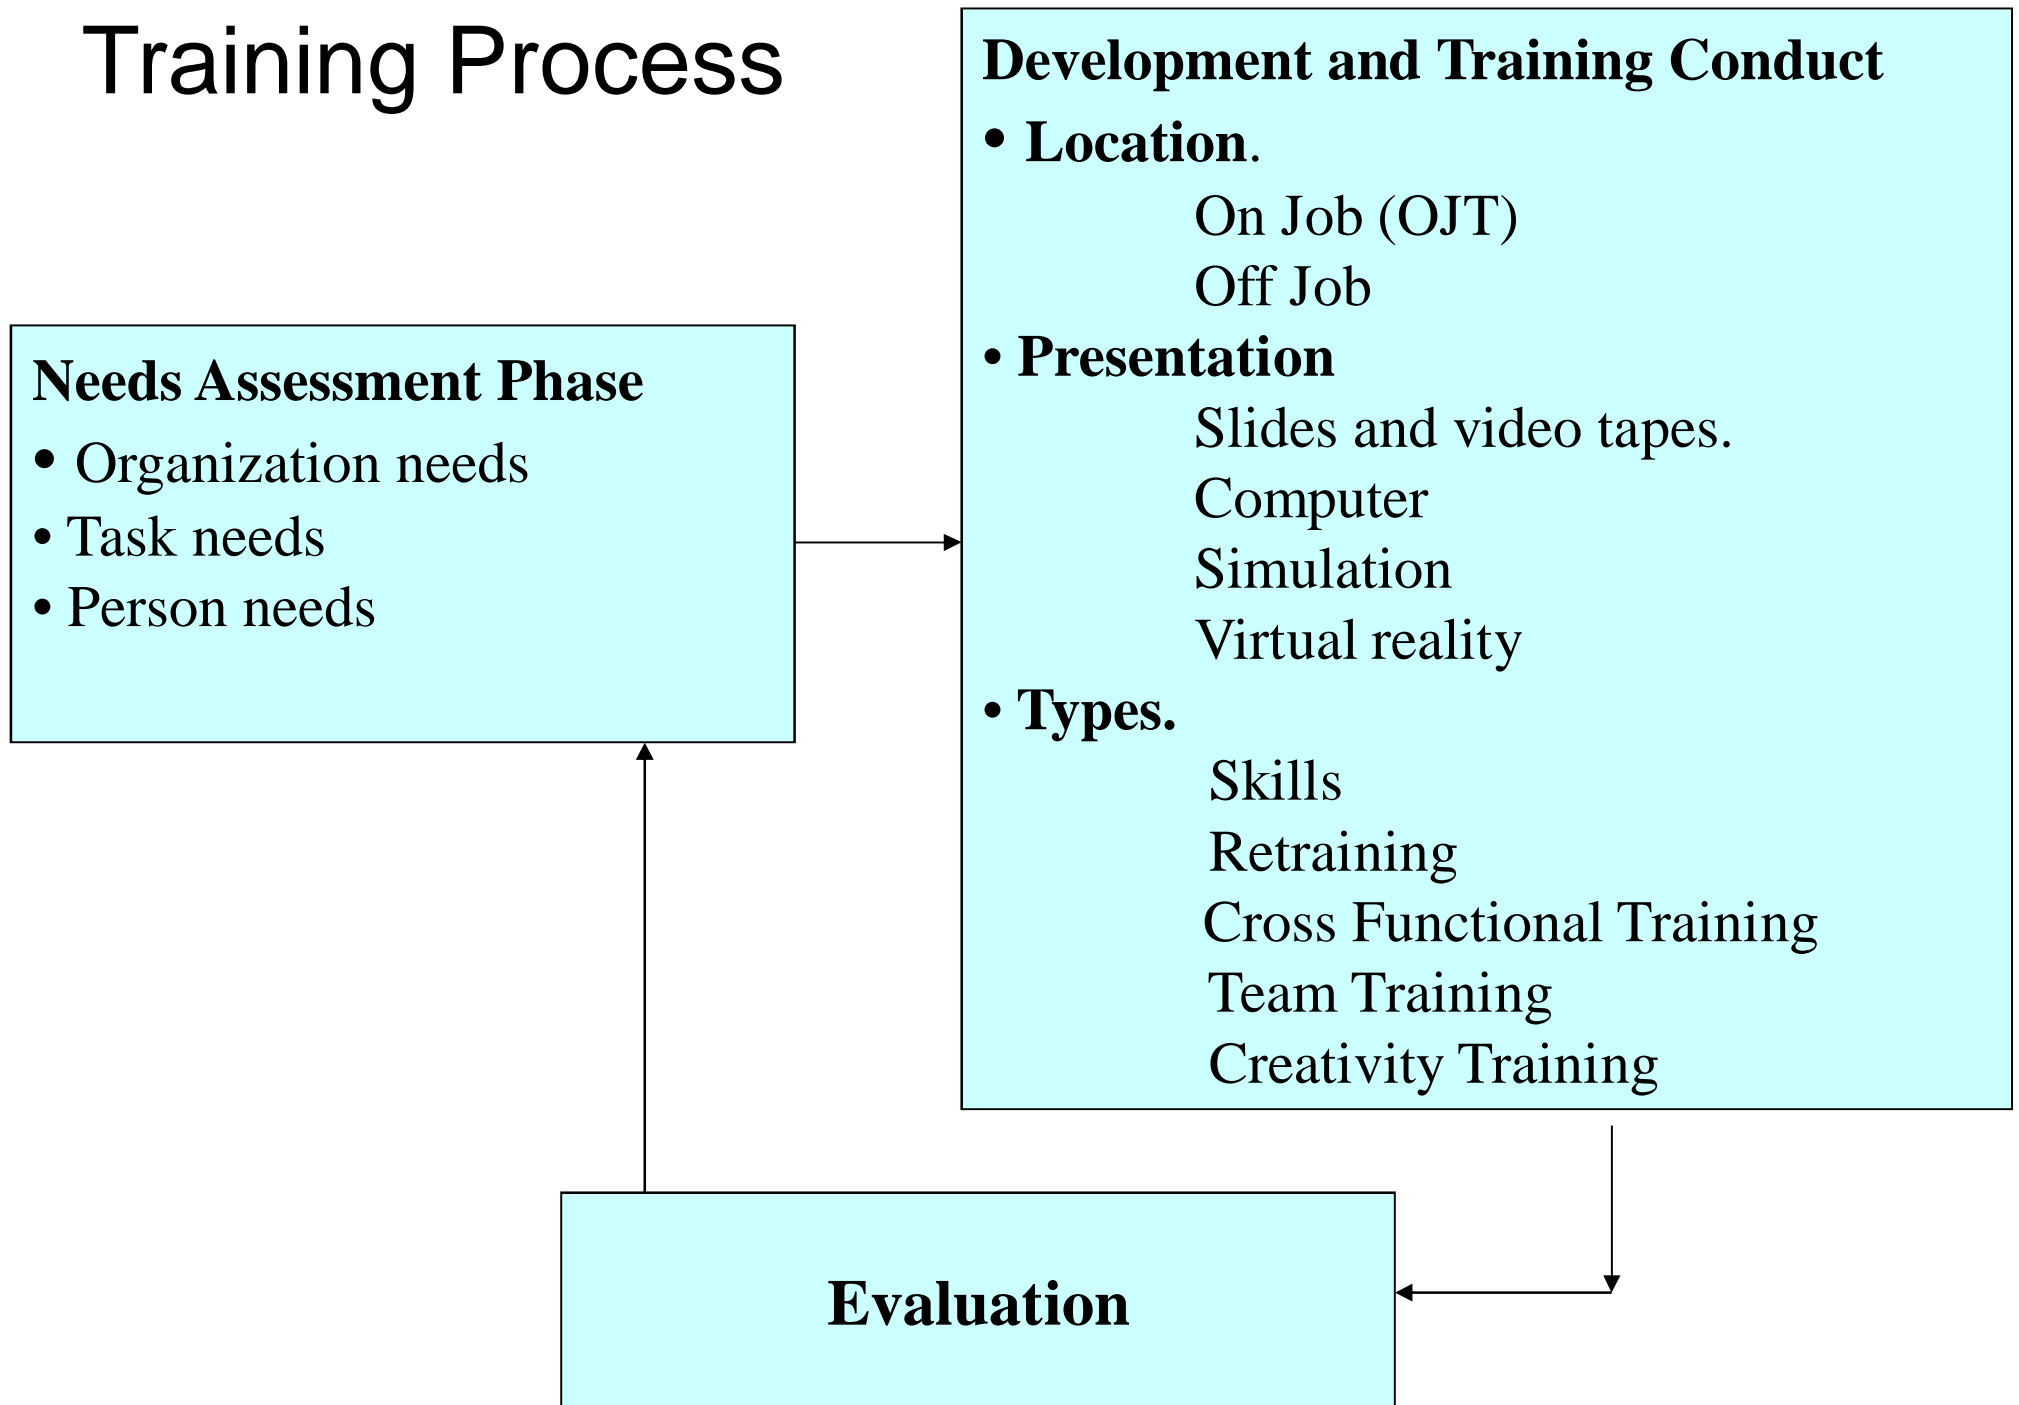 Training Process
Needs Assessment Phase
• Organization needs
• Task needs
• Person needs
Development and Training Conduct
• Location.
On Job (OJT)
Off Job
• Presentation
Slides and video tapes.
Computer
Simulation
Virtual reality
• Types.
Skills
Retraining
Cross Functional Training
Team Training
Creativity Training
Evaluation